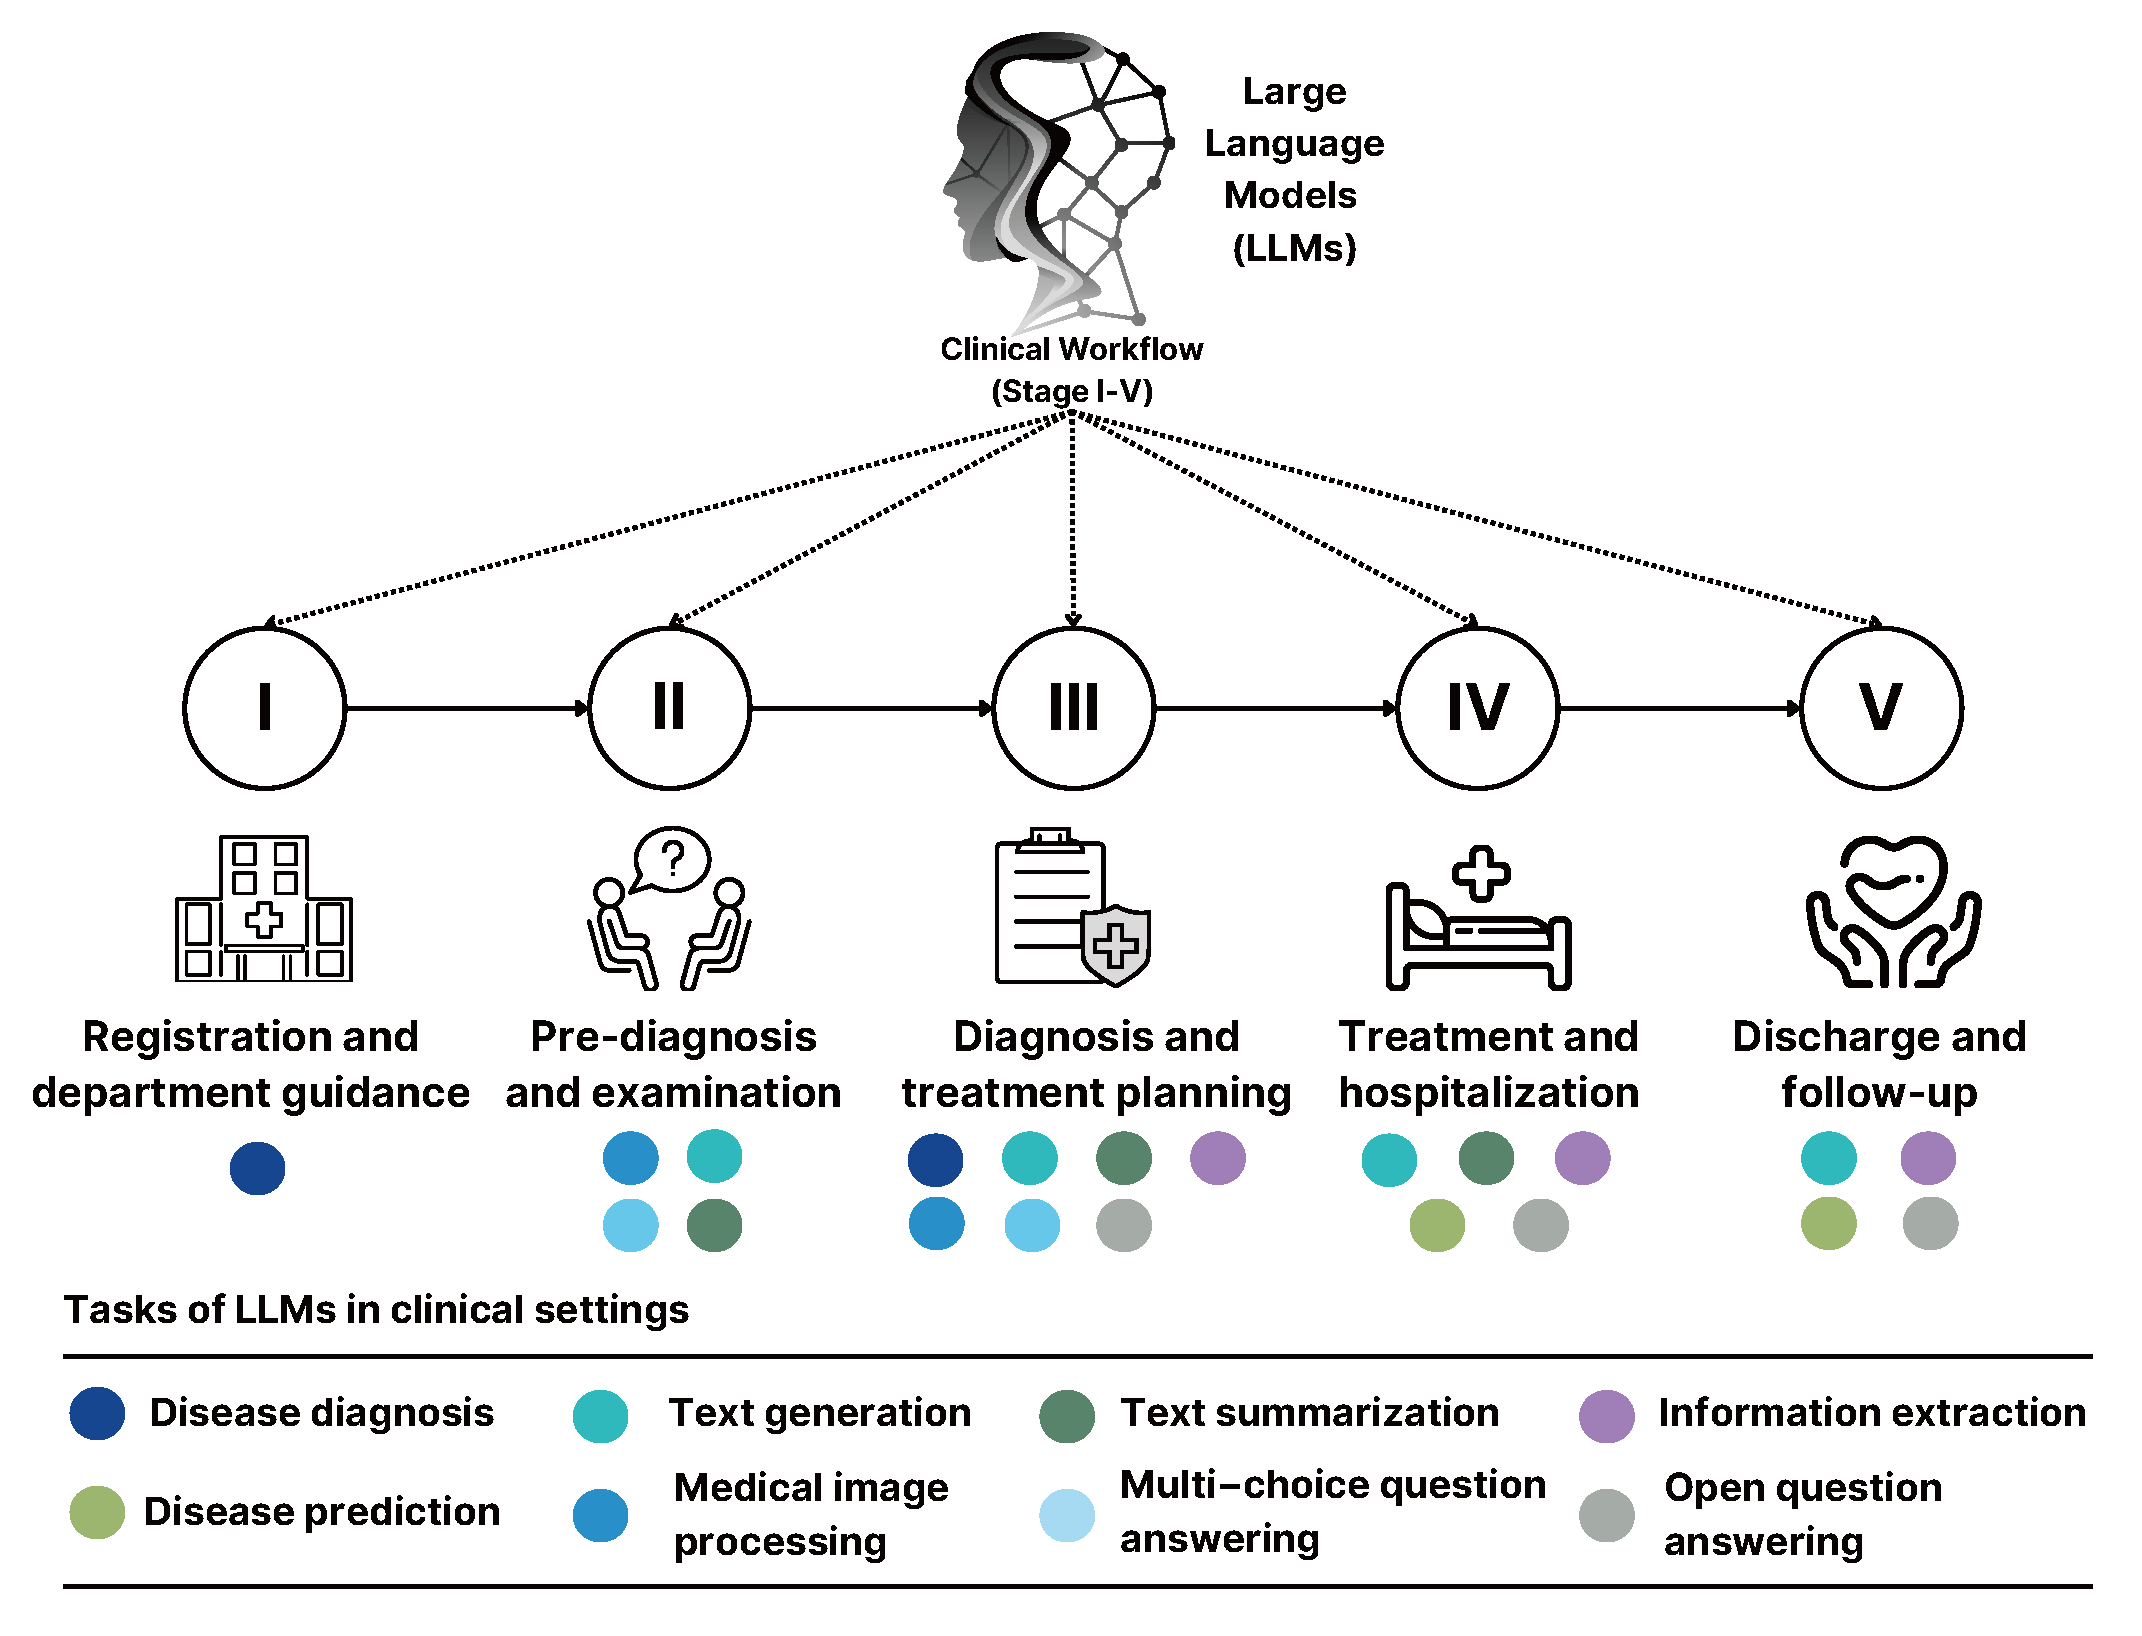 Large
Language
Models
(LLMs)
Clinical Workflow
(Stage I-V)
I
II
III
IV
V
?
Registration and
department guidance
Pre-diagnosis
and examination
Diagnosis and
treatment planning
Treatment and
hospitalization
Discharge and
follow-up
Tasks of LLMs in clinical settings
Disease diagnosis
Text generation
Text summarization
Information extraction
Disease prediction
Medical image
processing
Multi–choice question
answering
Open question
answering